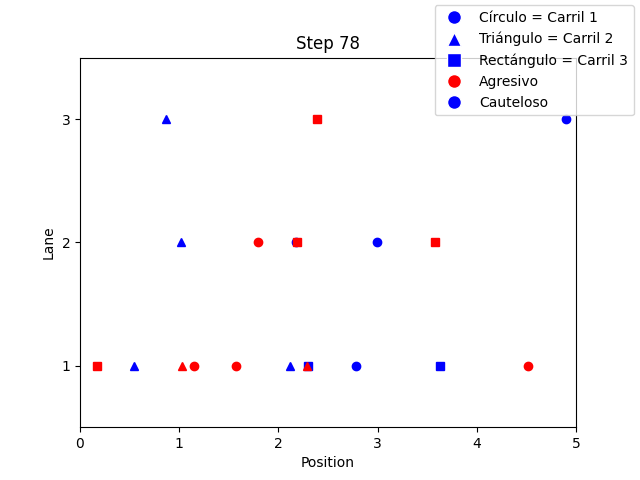 Step 78
Círculo = Carril 1
Triángulo = Carril 2
Rectángulo = Carril 3
Agresivo
Cauteloso
Lane
3
2
1
0 1 2 3 4 5
Position